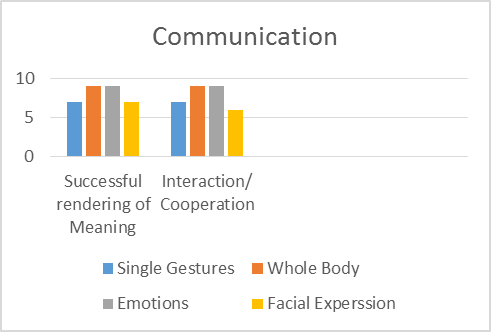 Communication
10
5
0
Successful
rendering of
Meaning
Interaction/
Cooperation
Single Gestures
Whole Body
Emotions
Facial Experssion